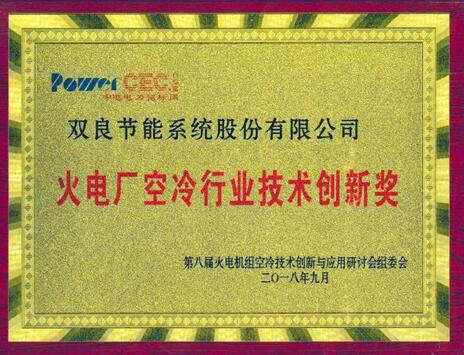 Power CEC
中电电力招标网
双良节能系统股份有限公司
火电厂空冷行业技术创新奖
第八届火电机组空冷技术创新与应用研讨会组委会
二〇一八年九月